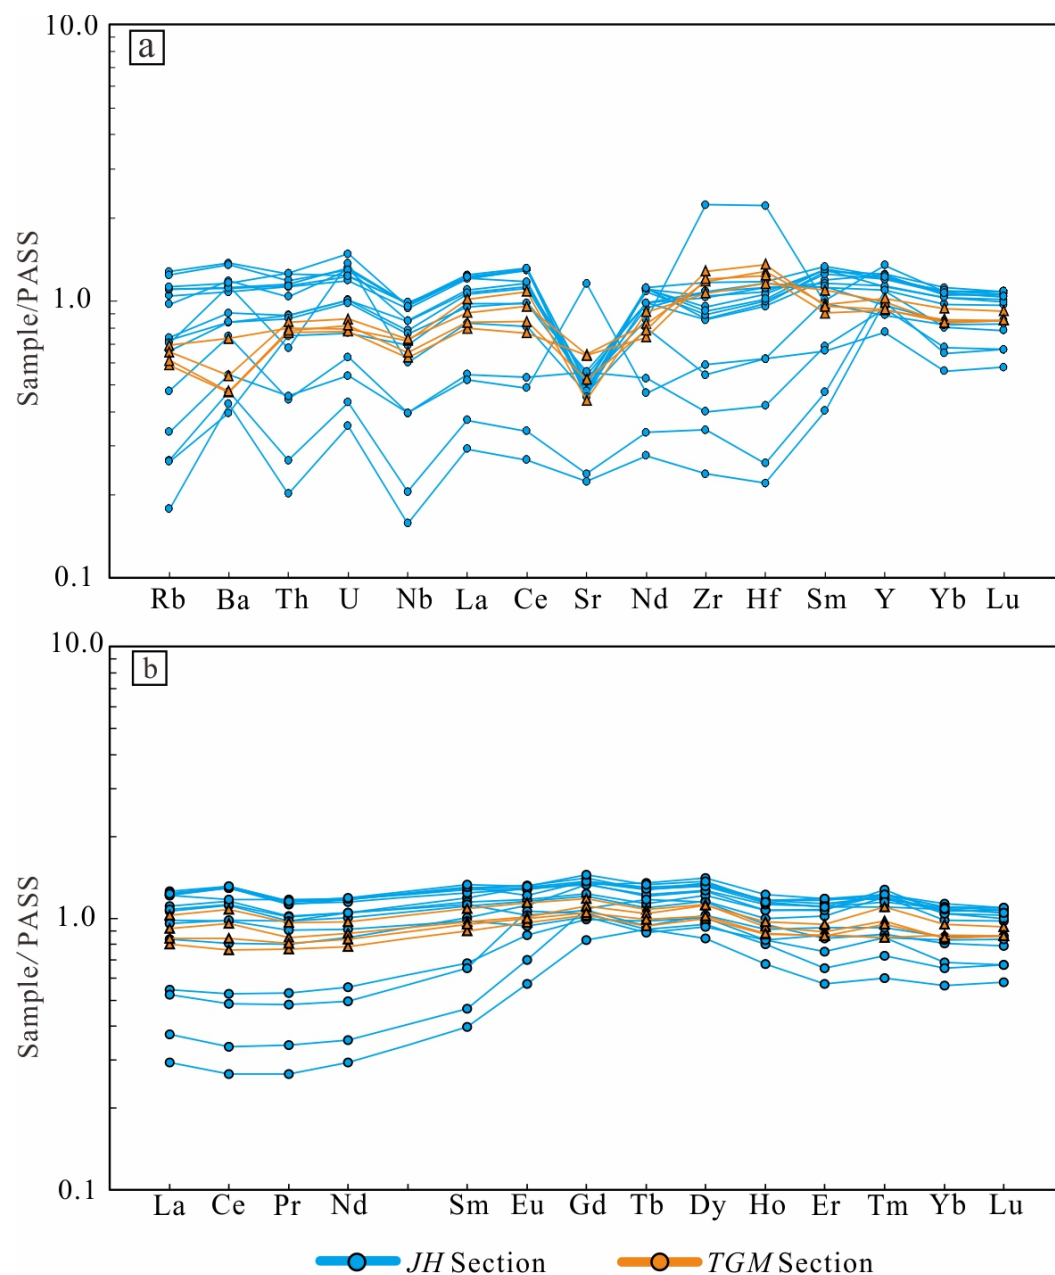 10.0
a
1.0
Sample/PASS
0.1
Rb Ba Th U Nb La Ce Sr Nd Zr Hf Sm Y Yb Lu
10.0
b
1.0
Sample/ PASS
0.1
La Ce Pr Nd Sm Eu Gd Tb Dy Ho Er Tm Yb Lu
JH Section TGM Section